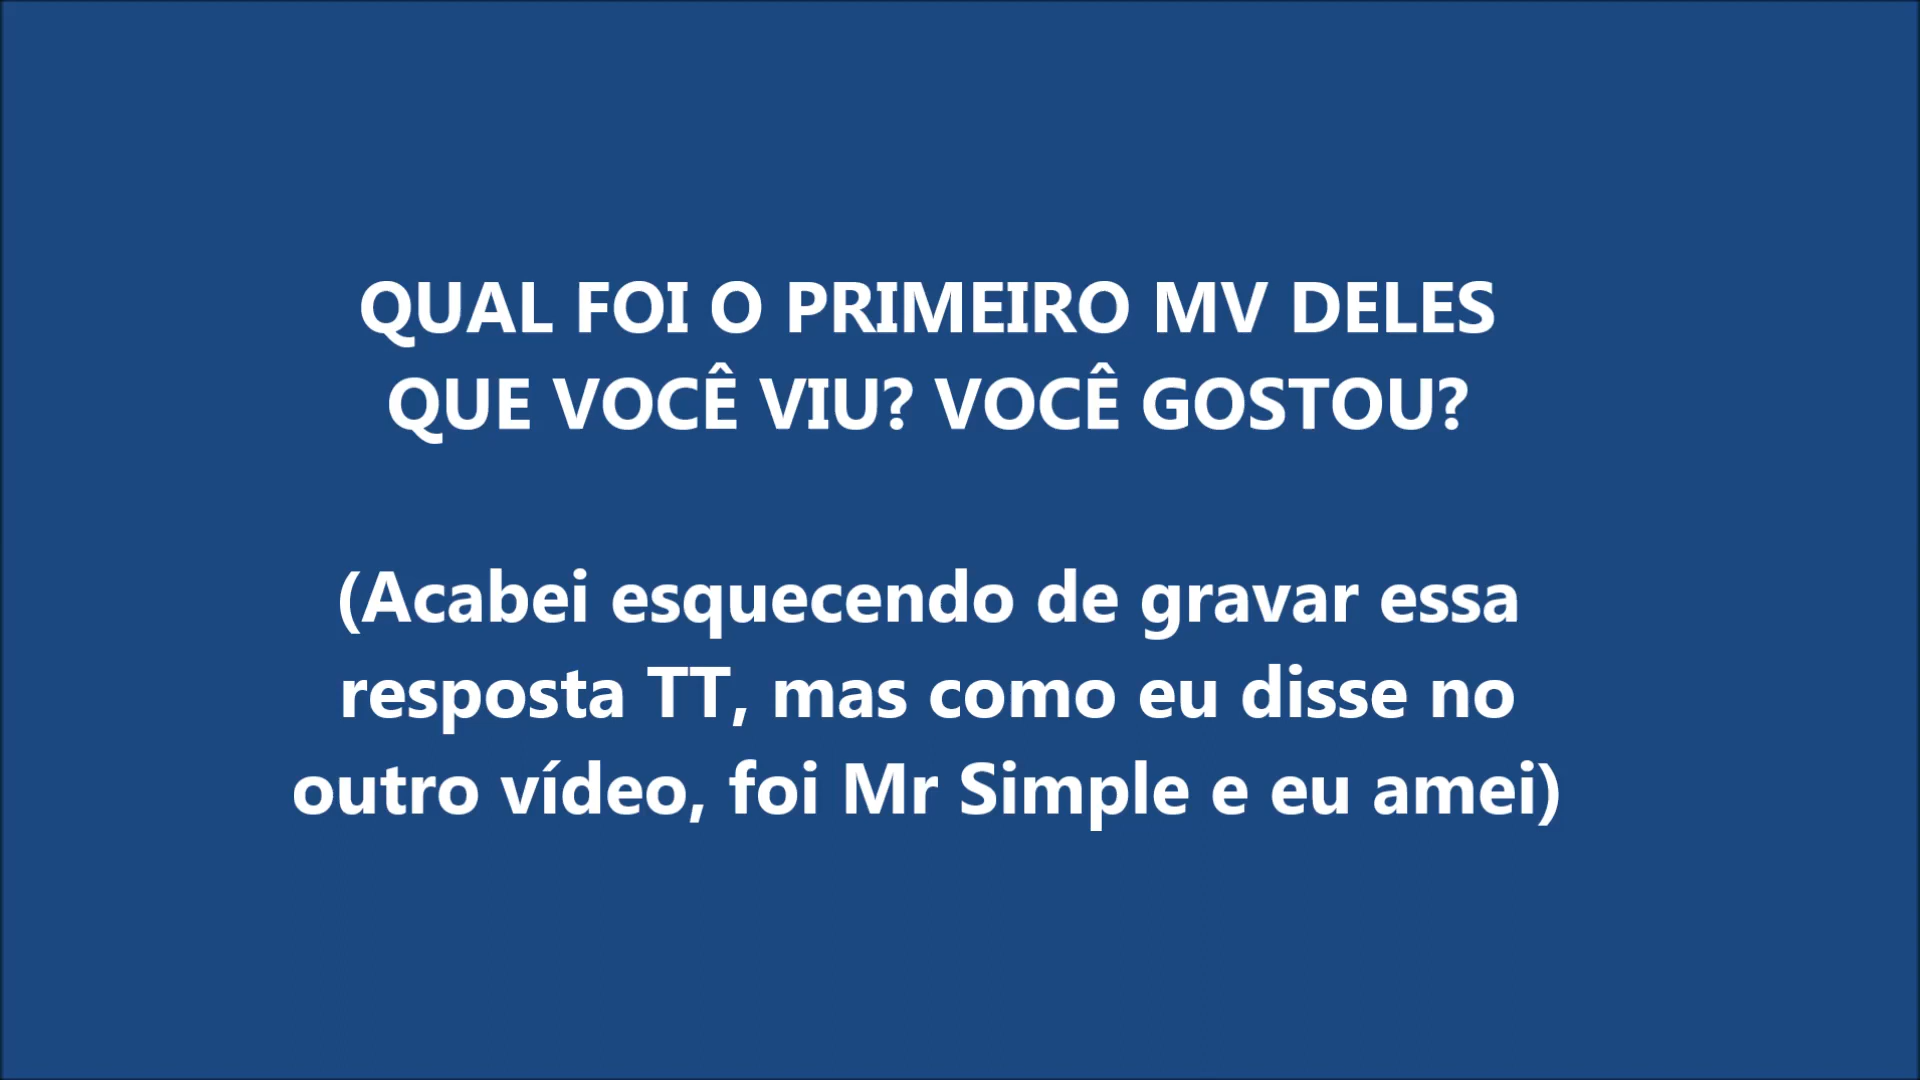 QUAL FOI O PRIMEIRO MV DELES
QUE VOCÊ VIU? VOCÊ GOSTOU?
(Acabei esquecendo de gravar essa
resposta TT, mas como eu disse no
outro vídeo, foi Mr Simple e eu amei)